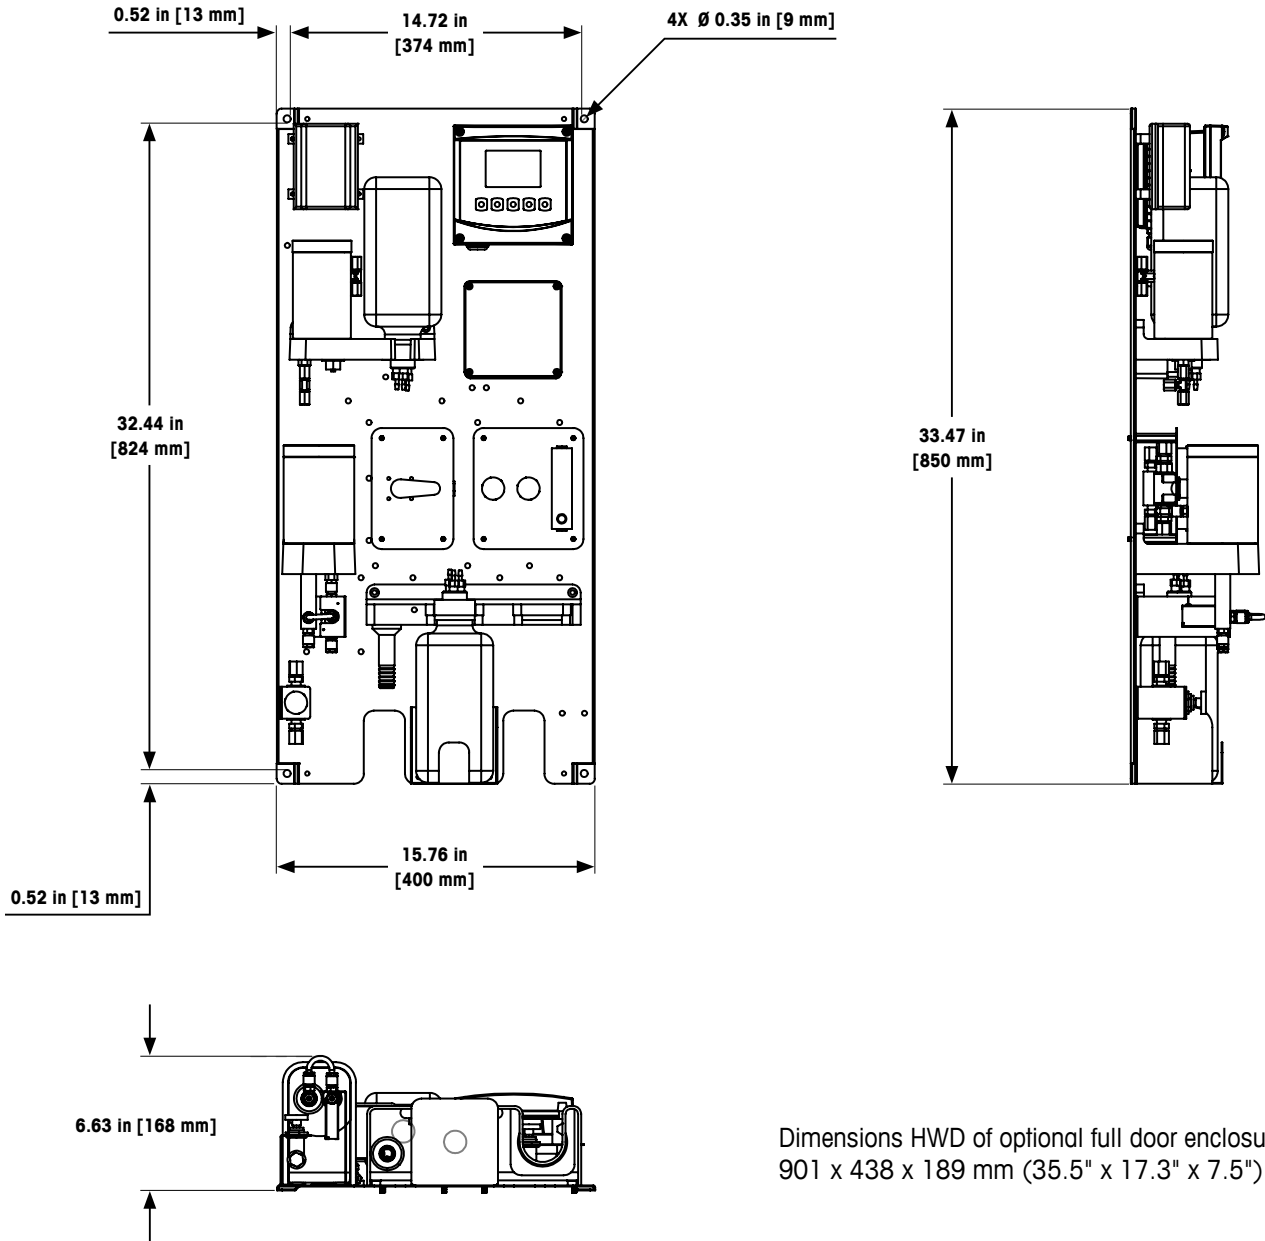 0.52 in [13 mm]
14.72 in
[374 mm]
4X Ø 0.35 in [9 mm]
32.44 in
[824 mm]
33.47 in
[850 mm]
15.76 in
[400 mm]
0.52 in [13 mm]
6.63 in [168 mm]
Dimensions HWD of optional full door enclosu
901 x 438 x 189 mm (35.5" x 17.3" x 7.5")